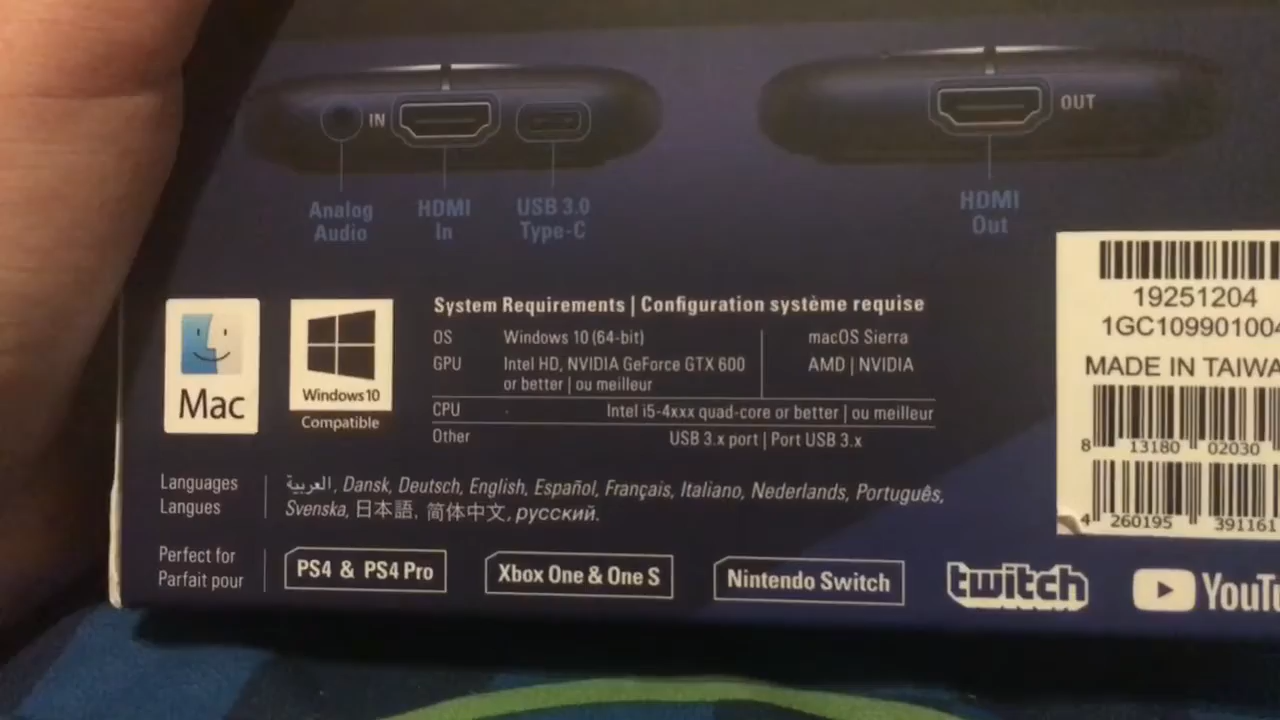 IN
OUT
Analog
Audio
HDMI
In
USB 3.0
Type-C
HDMI
Out
Mac
Windows10
Compatible
System Requirements | Configuration système requise
OS Windows 10 (64-bit) macOS Sierra
GPU Intel HD, NVIDIA GeForce GTX 600 AMD | NVIDIA
or better | ou meilleur
CPU Intel i5-4xxx quad-core or better | ou meilleur
Other USB 3.x port | Port USB 3.x
19251204
1GC109901004
MADE IN TAIWA
8 13180 02030
4 260195 391161
Languages
Langues
العربية, Dansk, Deutsch, English, Español, Français, Italiano, Nederlands, Português,
Svenska, 日本語, 简体中文, русский.
Perfect for
Parfait pour
PS4 & PS4 Pro
Xbox One & One S
Nintendo Switch
twitch
YouTu